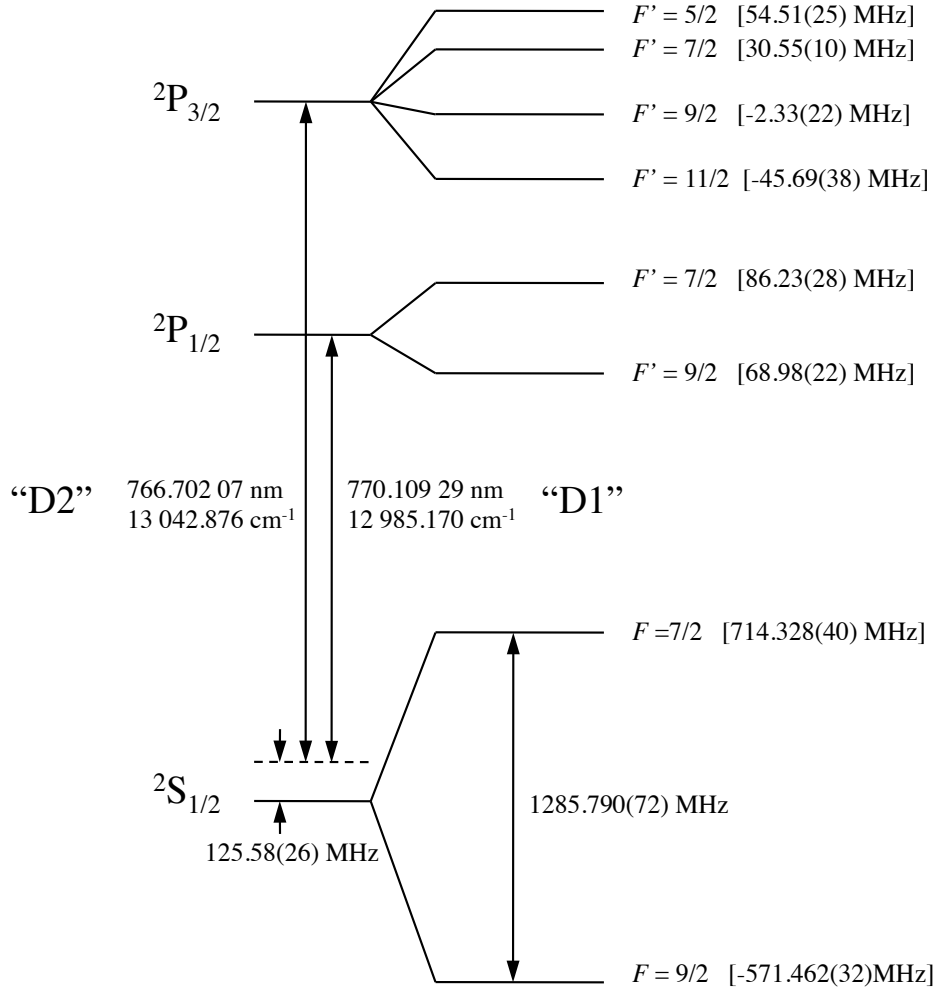 F’ = 5/2 [54.51(25) MHz]
F’ = 7/2 [30.55(10) MHz]
²P₃/₂
F’ = 9/2 [-2.33(22) MHz]
F’ = 11/2 [-45.69(38) MHz]
F’ = 7/2 [86.23(28) MHz]
²P₁/₂
F’ = 9/2 [68.98(22) MHz]
“D2”
766.702 07 nm
13 042.876 cm⁻¹
770.109 29 nm
12 985.170 cm⁻¹
“D1”
F =7/2 [714.328(40) MHz]
²S₁/₂
1285.790(72) MHz
125.58(26) MHz
F = 9/2 [-571.462(32)MHz]